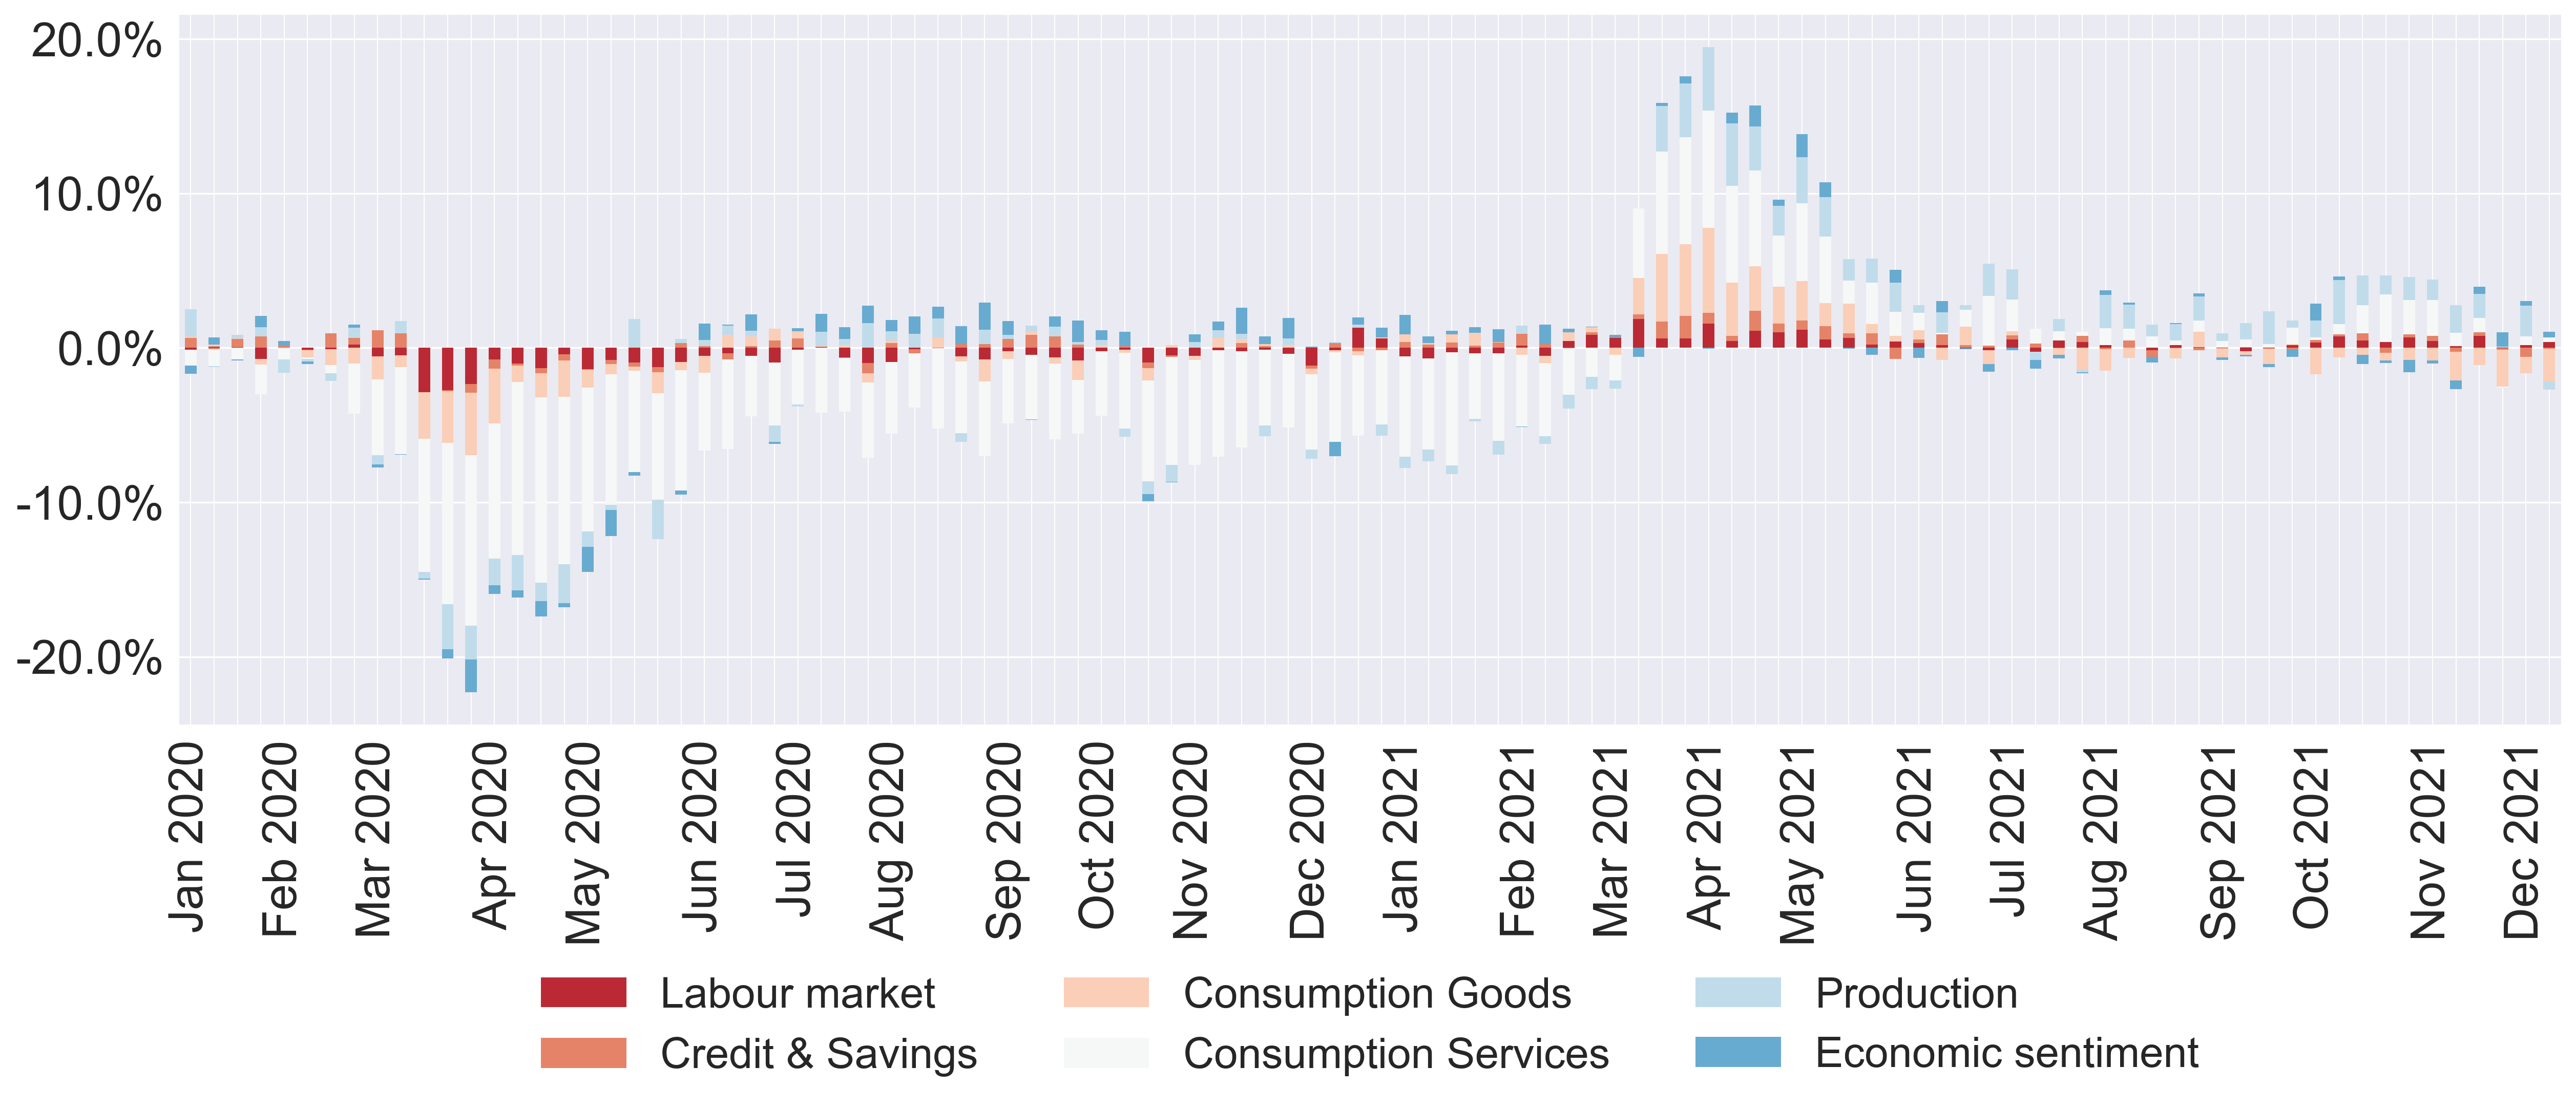 20.0%
10.0%
0.0%
-10.0%
-20.0%
Jan 2020
Feb 2020
Mar 2020
Apr 2020
May 2020
Jun 2020
Jul 2020
Aug 2020
Sep 2020
Oct 2020
Nov 2020
Dec 2020
Jan 2021
Feb 2021
Mar 2021
Apr 2021
May 2021
Jun 2021
Jul 2021
Aug 2021
Sep 2021
Oct 2021
Nov 2021
Dec 2021
Labour market
Consumption Goods
Production
Credit & Savings
Consumption Services
Economic sentiment